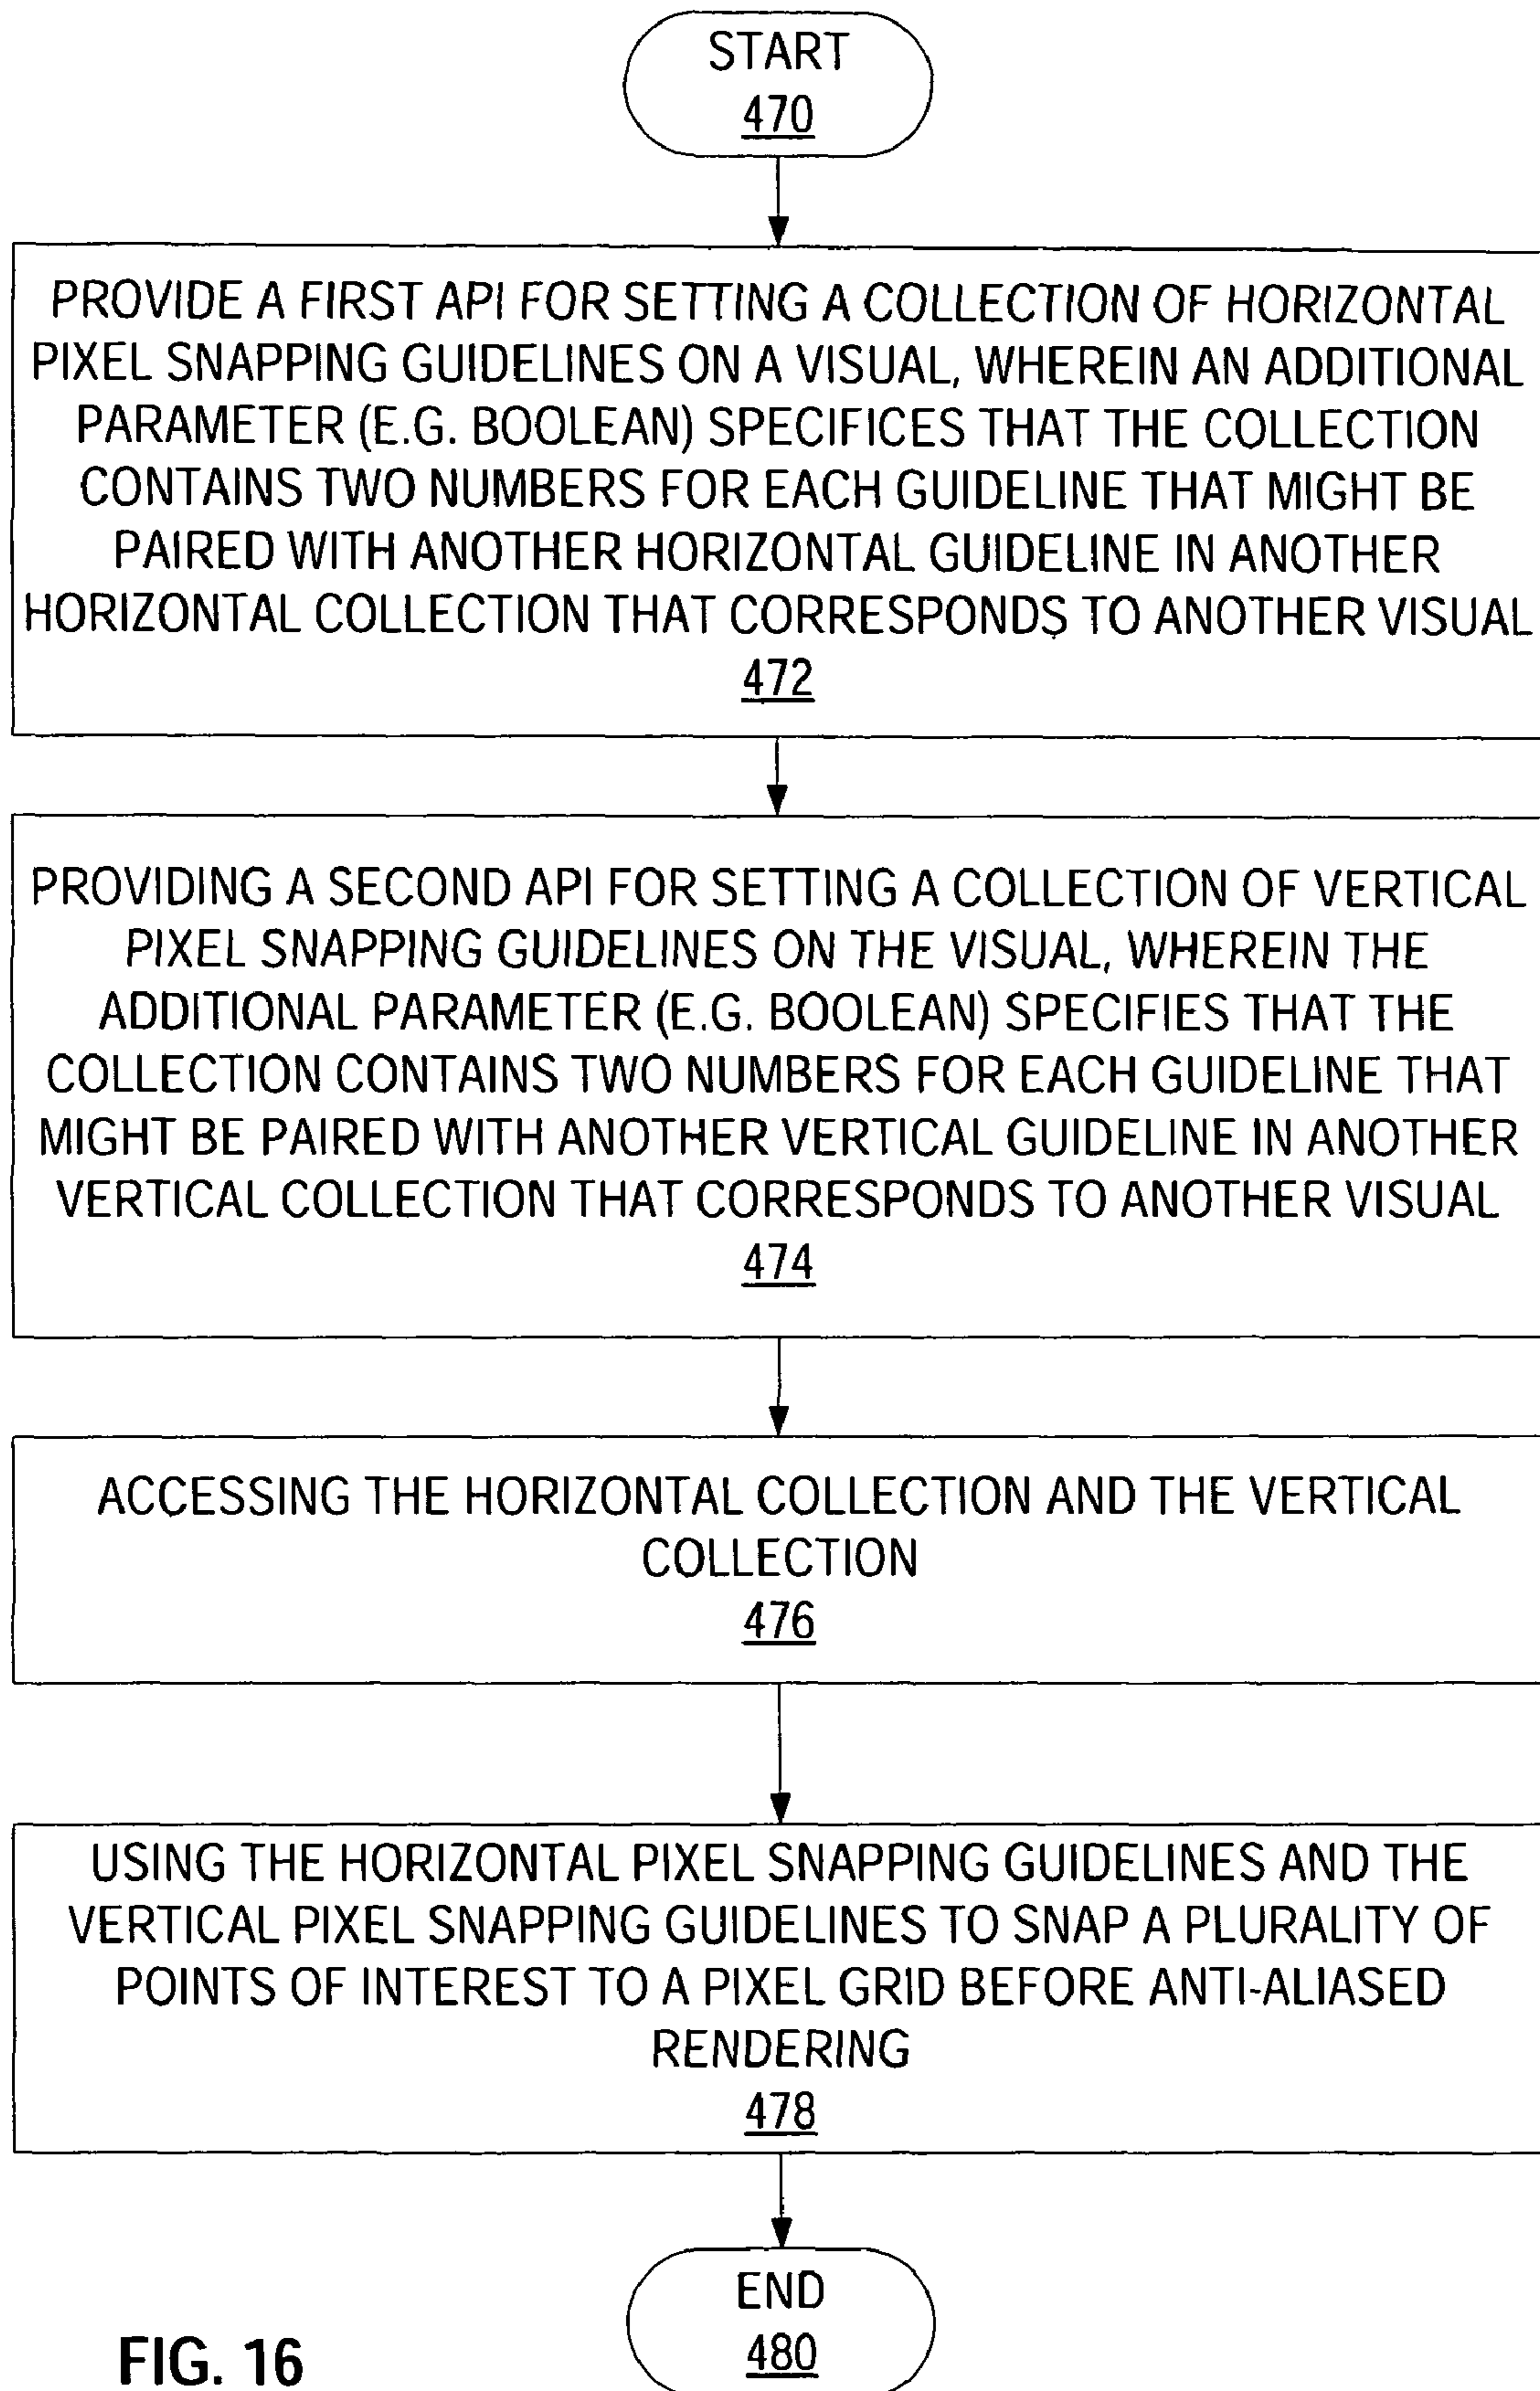 START
470
PROVIDE A FIRST API FOR SETTING A COLLECTION OF HORIZONTAL
PIXEL SNAPPING GUIDELINES ON A VISUAL, WHEREIN AN ADDITIONAL
PARAMETER (E.G. BOOLEAN) SPECIFICES THAT THE COLLECTION
CONTAINS TWO NUMBERS FOR EACH GUIDELINE THAT MIGHT BE
PAIRED WITH ANOTHER HORIZONTAL GUIDELINE IN ANOTHER
HORIZONTAL COLLECTION THAT CORRESPONDS TO ANOTHER VISUAL
472
PROVIDING A SECOND API FOR SETTING A COLLECTION OF VERTICAL
PIXEL SNAPPING GUIDELINES ON THE VISUAL, WHEREIN THE
ADDITIONAL PARAMETER (E.G. BOOLEAN) SPECIFIES THAT THE
COLLECTION CONTAINS TWO NUMBERS FOR EACH GUIDELINE THAT
MIGHT BE PAIRED WITH ANOTHER VERTICAL GUIDELINE IN ANOTHER
VERTICAL COLLECTION THAT CORRESPONDS TO ANOTHER VISUAL
474
ACCESSING THE HORIZONTAL COLLECTION AND THE VERTICAL
COLLECTION
476
USING THE HORIZONTAL PIXEL SNAPPING GUIDELINES AND THE
VERTICAL PIXEL SNAPPING GUIDELINES TO SNAP A PLURALITY OF
POINTS OF INTEREST TO A PIXEL GRID BEFORE ANTI-ALIASED
RENDERING
478
END
480
FIG. 16